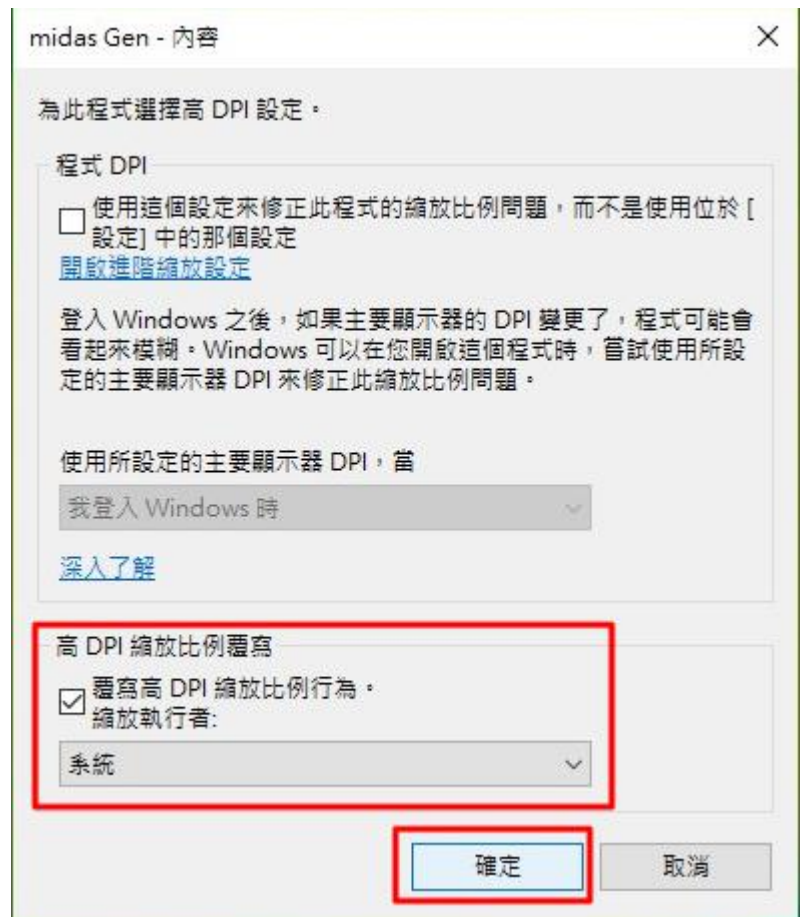 midas Gen - 內容
為此程式選擇高 DPI 設定。
程式 DPI
使用這個設定來修正此程式的縮放比例問題，而不是使用位於 [
設定] 中的那個設定
開啟進階縮放設定
登入 Windows 之後，如果主要顯示器的 DPI 變更了，程式可能會
看起來模糊。Windows 可以在您開啟這個程式時，嘗試使用所設
定的主要顯示器 DPI 來修正此縮放比例問題。
使用所設定的主要顯示器 DPI，當
我登入 Windows 時
深入了解
高 DPI 縮放比例覆寫
覆寫高 DPI 縮放比例行為。
縮放執行者:
系統
確定
取消